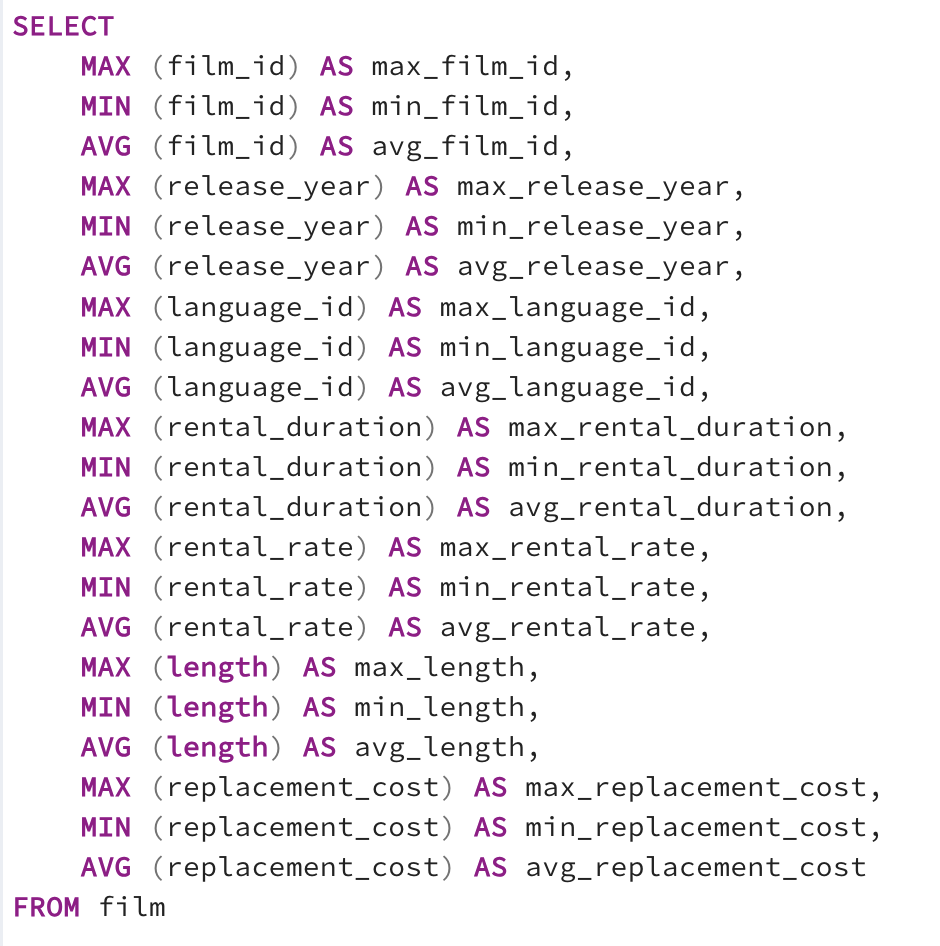 SELECT
    MAX (film_id) AS max_film_id,
    MIN (film_id) AS min_film_id,
    AVG (film_id) AS avg_film_id,
    MAX (release_year) AS max_release_year,
    MIN (release_year) AS min_release_year,
    AVG (release_year) AS avg_release_year,
    MAX (language_id) AS max_language_id,
    MIN (language_id) AS min_language_id,
    AVG (language_id) AS avg_language_id,
    MAX (rental_duration) AS max_rental_duration,
    MIN (rental_duration) AS min_rental_duration,
    AVG (rental_duration) AS avg_rental_duration,
    MAX (rental_rate) AS max_rental_rate,
    MIN (rental_rate) AS min_rental_rate,
    AVG (rental_rate) AS avg_rental_rate,
    MAX (length) AS max_length,
    MIN (length) AS min_length,
    AVG (length) AS avg_length,
    MAX (replacement_cost) AS max_replacement_cost,
    MIN (replacement_cost) AS min_replacement_cost,
    AVG (replacement_cost) AS avg_replacement_cost
FROM film